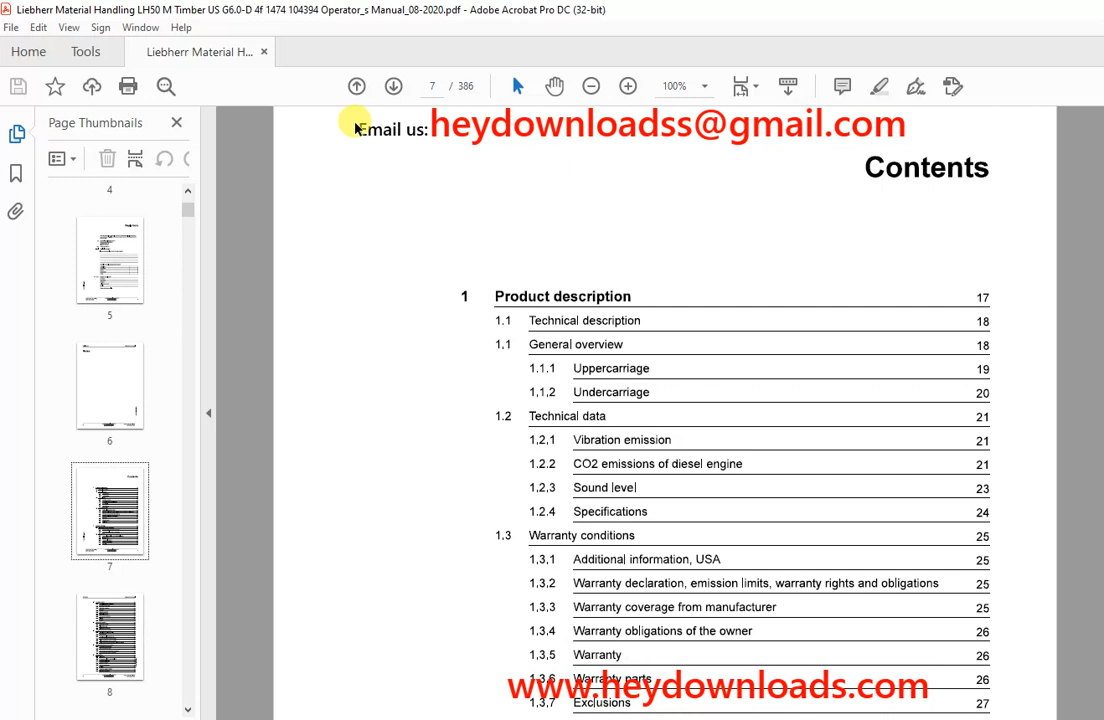 Liebherr Material Handling LH50 M Timber US G6.0-D 4f 1474 104394 Operator_s Manual_08-2020.pdf - Adobe Acrobat Pro DC (32-bit)
File Edit View Sign Window Help
Home Tools Liebherr Material H... ×
7 / 386 100%
Page Thumbnails
4
5
6
7
8
Email us: heydownloadss@gmail.com
Contents
1 Product description 17
1.1 Technical description 18
1.1 General overview 18
1.1.1 Uppercarriage 19
1.1.2 Undercarriage 20
1.2 Technical data 21
1.2.1 Vibration emission 21
1.2.2 CO2 emissions of diesel engine 21
1.2.3 Sound level 23
1.2.4 Specifications 24
1.3 Warranty conditions 25
1.3.1 Additional information, USA 25
1.3.2 Warranty declaration, emission limits, warranty rights and obligations 25
1.3.3 Warranty coverage from manufacturer 25
1.3.4 Warranty obligations of the owner 26
1.3.5 Warranty 26
1.3.6 Warranty parts 26
www.heydownloads.com
1.3.7 Exclusions 27